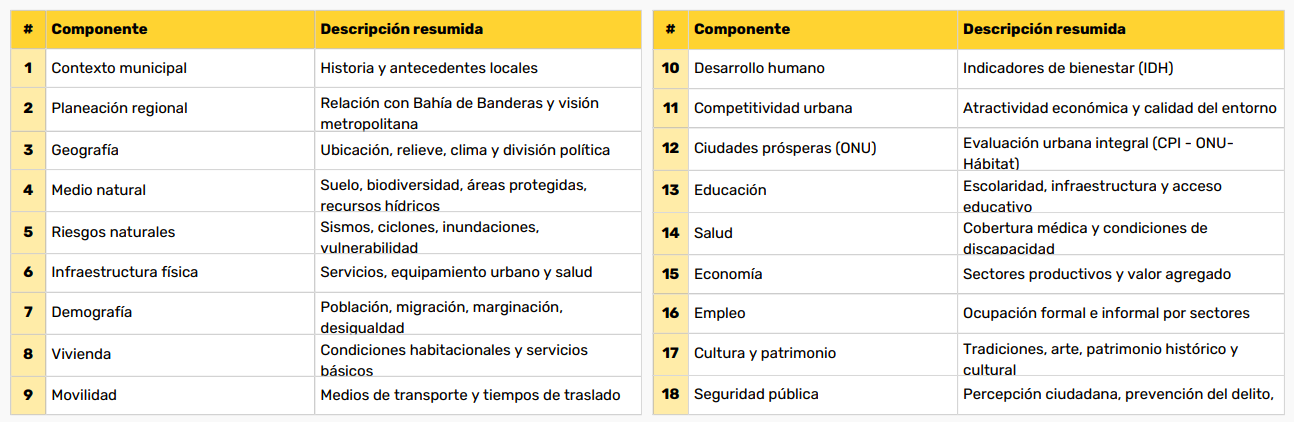 # Componente Descripción resumida
1 Contexto municipal Historia y antecedentes locales
2 Planeación regional Relación con Bahía de Banderas y visión
metropolitana
3 Geografía Ubicación, relieve, clima y división política
4 Medio natural Suelo, biodiversidad, áreas protegidas,
recursos hídricos
5 Riesgos naturales Sismos, ciclones, inundaciones,
vulnerabilidad
6 Infraestructura física Servicios, equipamiento urbano y salud
7 Demografía Población, migración, marginación,
desigualdad
8 Vivienda Condiciones habitacionales y servicios
básicos
9 Movilidad Medios de transporte y tiempos de traslado
# Componente Descripción resumida
10 Desarrollo humano Indicadores de bienestar (IDH)
11 Competitividad urbana Atractividad económica y calidad del entorno
12 Ciudades prósperas (ONU) Evaluación urbana integral (CPI - ONU-
Hábitat)
13 Educación Escolaridad, infraestructura y acceso
educativo
14 Salud Cobertura médica y condiciones de
discapacidad
15 Economía Sectores productivos y valor agregado
16 Empleo Ocupación formal e informal por sectores
17 Cultura y patrimonio Tradiciones, arte, patrimonio histórico y
cultural
18 Seguridad pública Percepción ciudadana, prevención del delito,